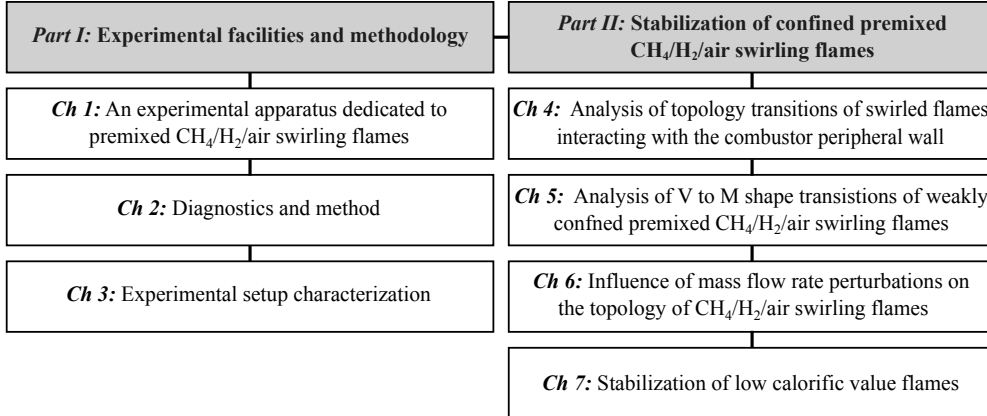 Part I: Experimental facilities and methodology
Ch 1: An experimental apparatus dedicated to
premixed CH₄/H₂/air swirling flames
Ch 2: Diagnostics and method
Ch 3: Experimental setup characterization
Part II: Stabilization of confined premixed
CH₄/H₂/air swirling flames
Ch 4: Analysis of topology transitions of swirled flames
interacting with the combustor peripheral wall
Ch 5: Analysis of V to M shape transistions of weakly
confned premixed CH₄/H₂/air swirling flames
Ch 6: Influence of mass flow rate perturbations on
the topology of CH₄/H₂/air swirling flames
Ch 7: Stabilization of low calorific value flames